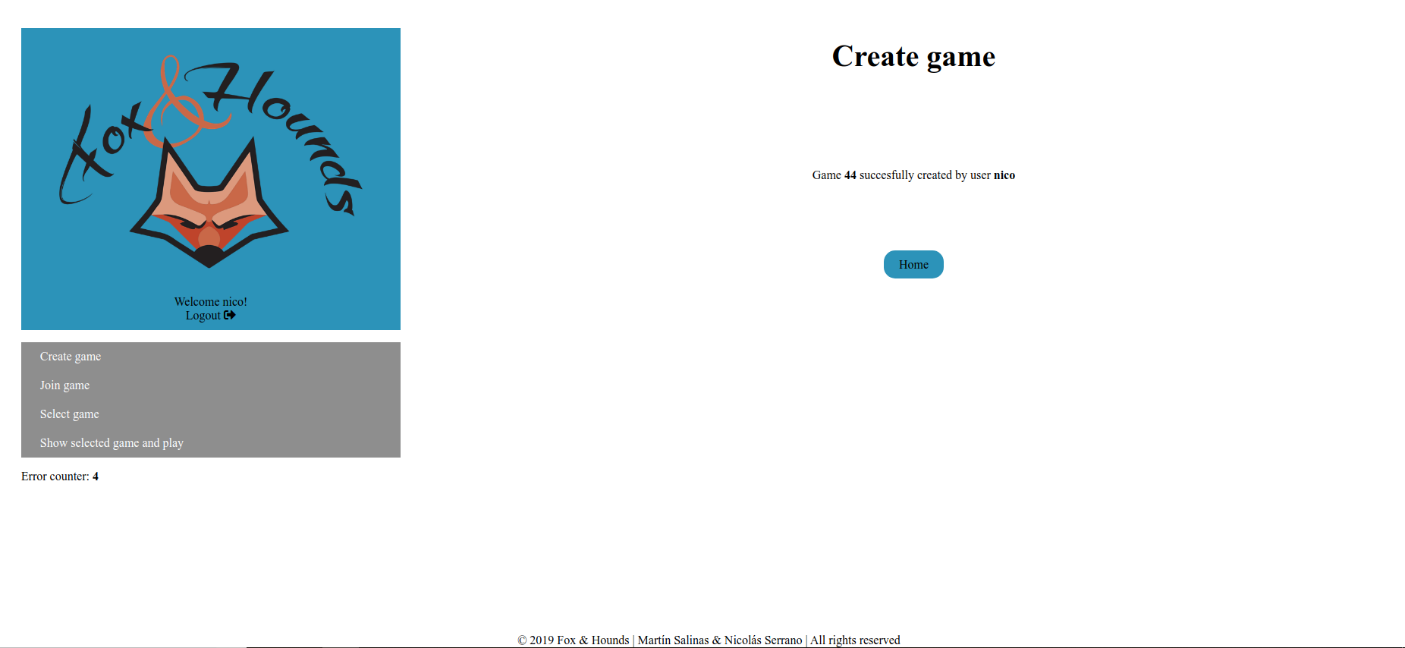 Fox & Hounds
Welcome nico!
Logout
Create game
Join game
Select game
Show selected game and play
Error counter: 4
Create game
Game 44 succesfully created by user nico
Home
© 2019 Fox & Hounds | Martín Salinas & Nicolás Serrano | All rights reserved